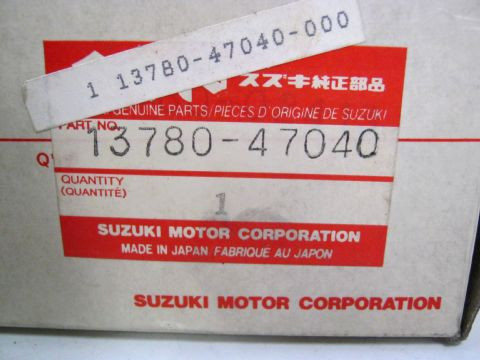 1 13780-47040-000
スズキ純正部品
GENUINE PARTS/PIECES D'ORIGINE DE SUZUKI
PART NO.
13780-47040
QUANTITY
(QUANTITÉ)
1
SUZUKI MOTOR CORPORATION
MADE IN JAPAN FABRIQUÉ AU JAPON
SUZUKI MOTOR CORPORATION